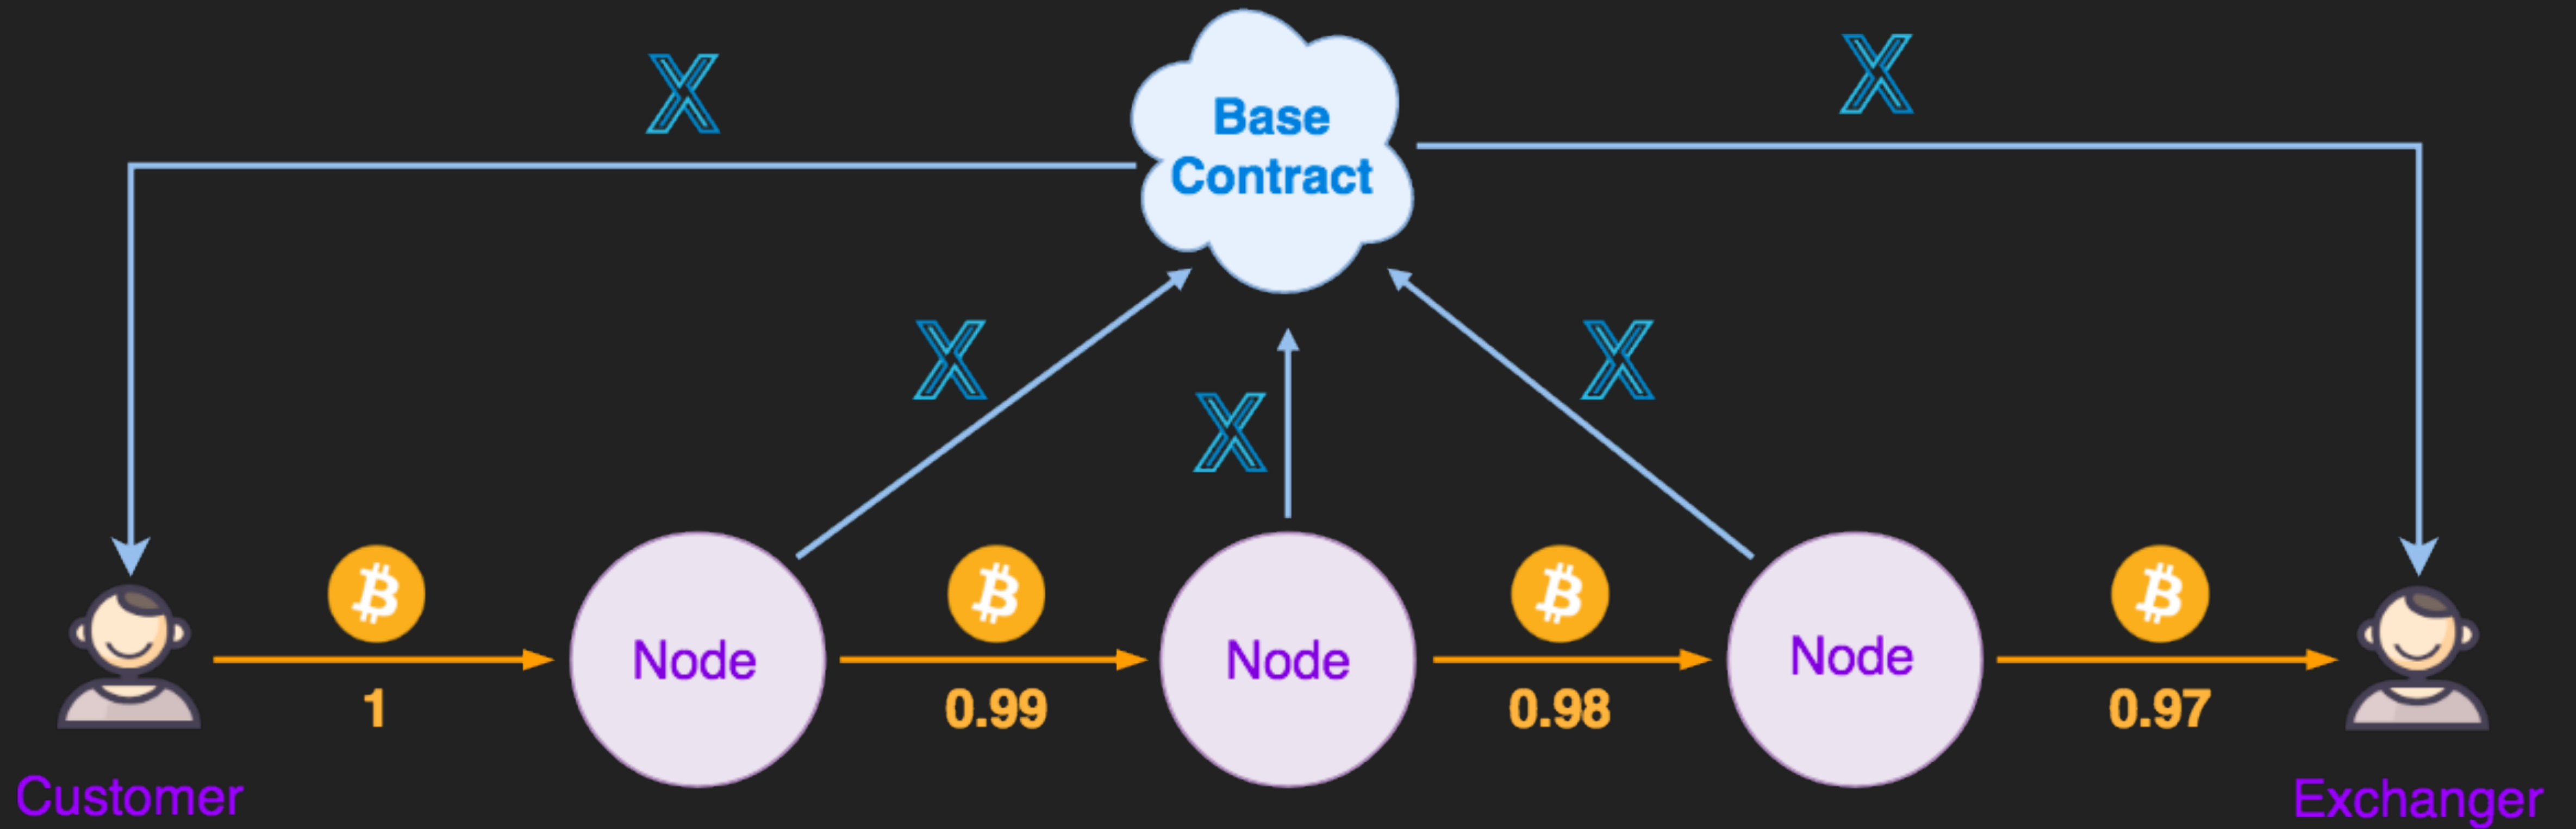 Base
Contract
Node
Node
Node
1
0.99
0.98
0.97
Customer
Exchanger